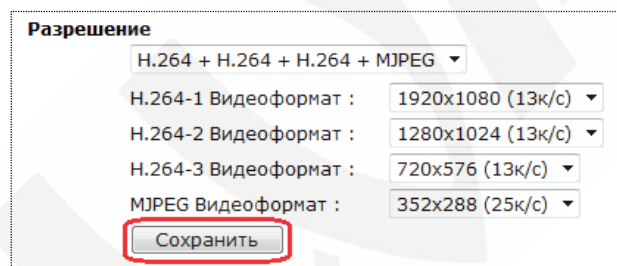 Разрешение
H.264 + H.264 + H.264 + MJPEG
H.264-1 Видеоформат : 1920x1080 (13к/с)
H.264-2 Видеоформат : 1280x1024 (13к/с)
H.264-3 Видеоформат : 720x576 (13к/с)
MJPEG Видеоформат : 352x288 (25к/с)
Сохранить